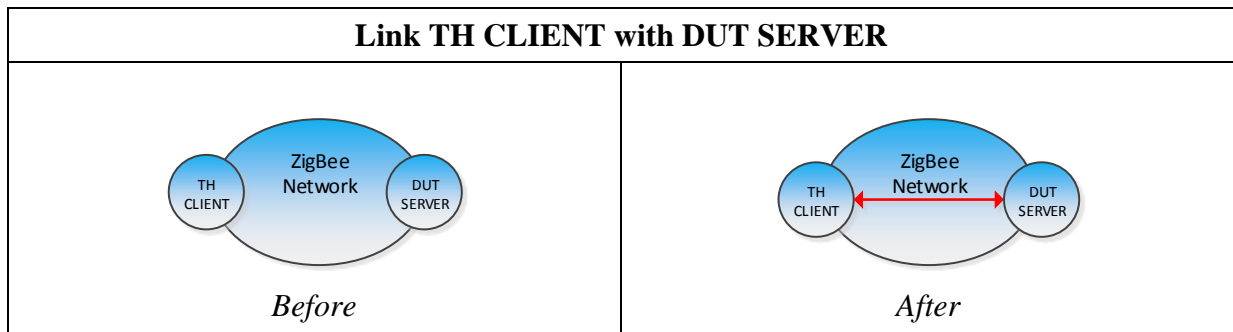 Link TH CLIENT with DUT SERVER
ZigBee
Network
TH
CLIENT
DUT
SERVER
Before
ZigBee
Network
TH
CLIENT
DUT
SERVER
After